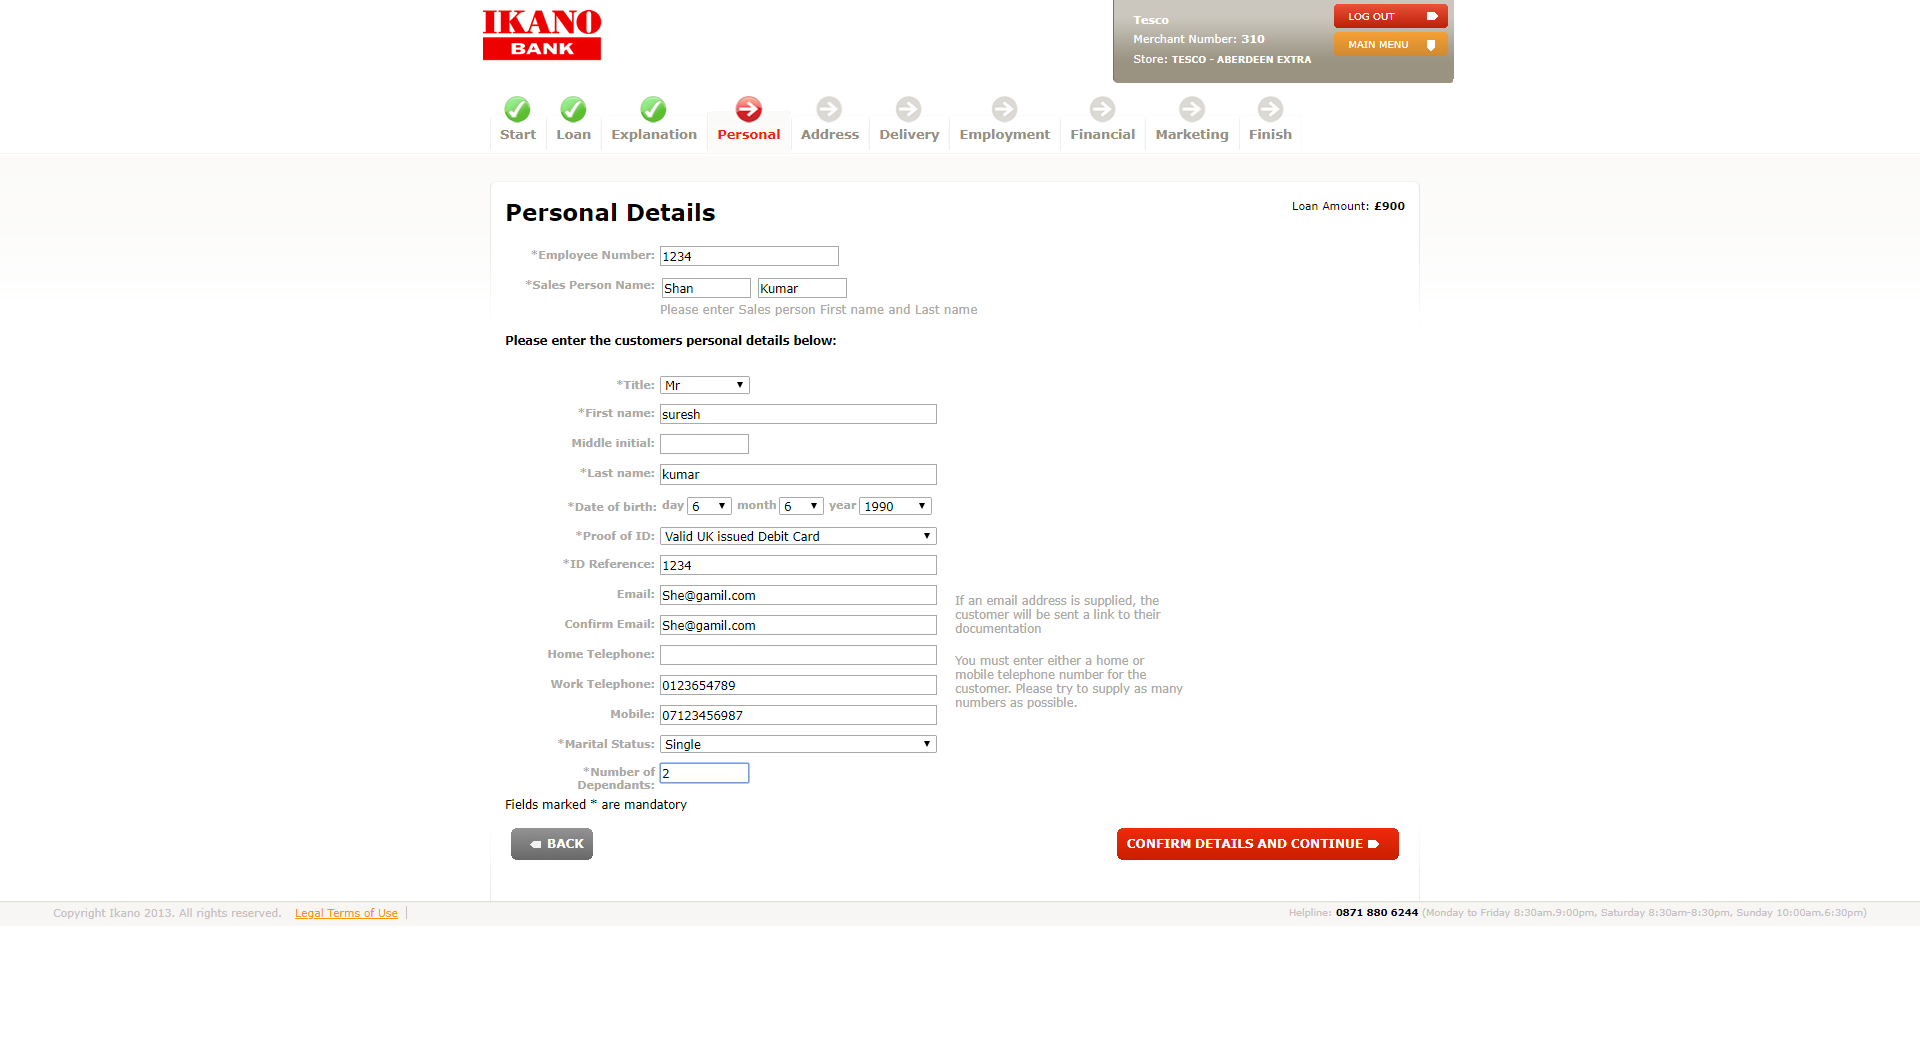 IKANO
BANK
Tesco
Merchant Number: 310
Store: TESCO - ABERDEEN EXTRA
LOG OUT
MAIN MENU
Start Loan Explanation Personal Address Delivery Employment Financial Marketing Finish
Personal Details
Loan Amount: £900
*Employee Number: 1234
*Sales Person Name: Shan Kumar
Please enter Sales person First name and Last name
Please enter the customers personal details below:
*Title: Mr
*First name: suresh
Middle initial:
*Last name: kumar
*Date of birth: day 6 month 6 year 1990
*Proof of ID: Valid UK issued Debit Card
*ID Reference: 1234
Email: She@gamil.com
Confirm Email: She@gamil.com
If an email address is supplied, the
customer will be sent a link to their
documentation
Home Telephone:
Work Telephone: 0123654789
Mobile: 07123456987
You must enter either a home or
mobile telephone number for the
customer. Please try to supply as many
numbers as possible.
*Marital Status: Single
*Number of
Dependants: 2
Fields marked * are mandatory
BACK
CONFIRM DETAILS AND CONTINUE
Copyright Ikano 2013. All rights reserved. Legal Terms of Use
Helpline: 0871 880 6244 (Monday to Friday 8:30am.9:00pm, Saturday 8:30am-8:30pm, Sunday 10:00am.6:30pm)